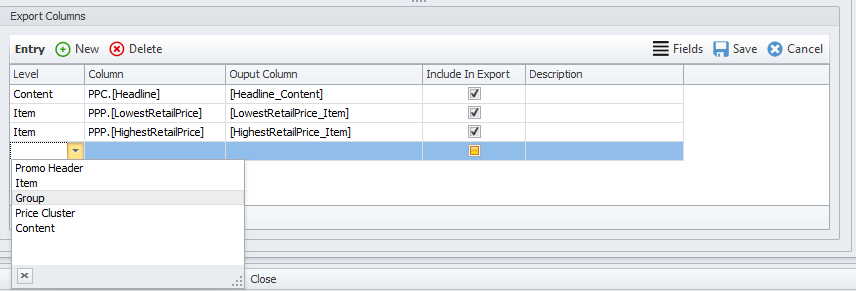 Export Columns
Entry New Delete Fields Save Cancel
Level Column Ouput Column Include In Export Description
Content PPC.[Headline] [Headline_Content]
Item PPP.[LowestRetailPrice] [LowestRetailPrice_Item]
Item PPP.[HighestRetailPrice] [HighestRetailPrice_Item]
Promo Header
Item
Group
Price Cluster
Content
Close